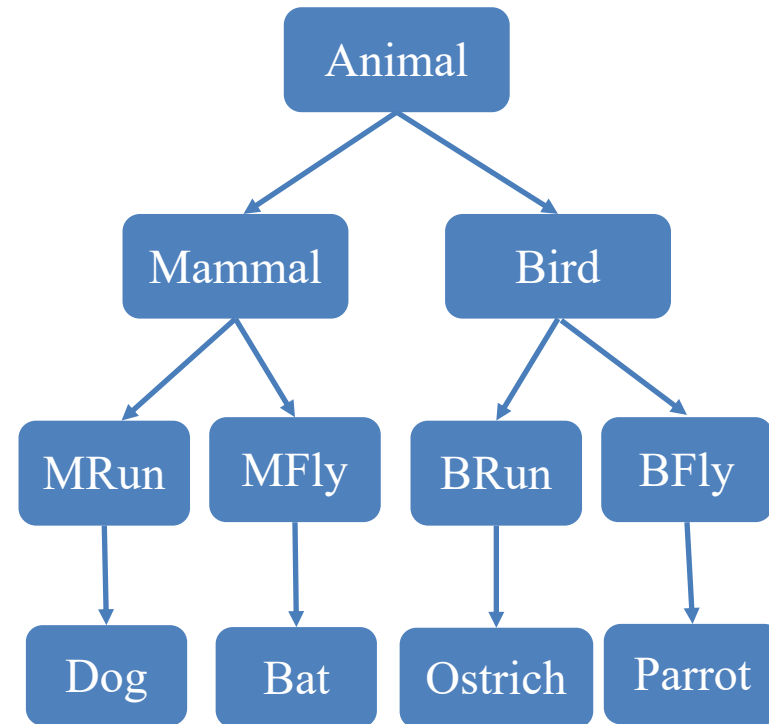 Animal
Mammal
Bird
MRun
MFly
BRun
BFly
Dog
Bat
Ostrich
Parrot